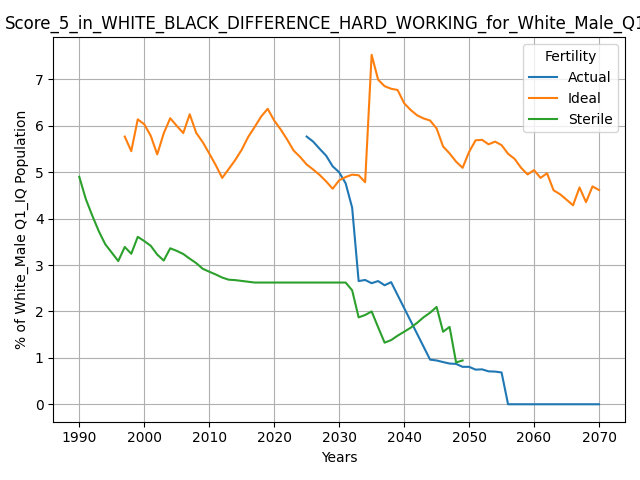 Score_5_in_WHITE_BLACK_DIFFERENCE_HARD_WORKING_for_White_Male_Q1
Fertility
Actual
Ideal
Sterile
% of White_Male Q1_IQ Population
7
6
5
4
3
2
1
0
1990 2000 2010 2020 2030 2040 2050 2060 2070
Years